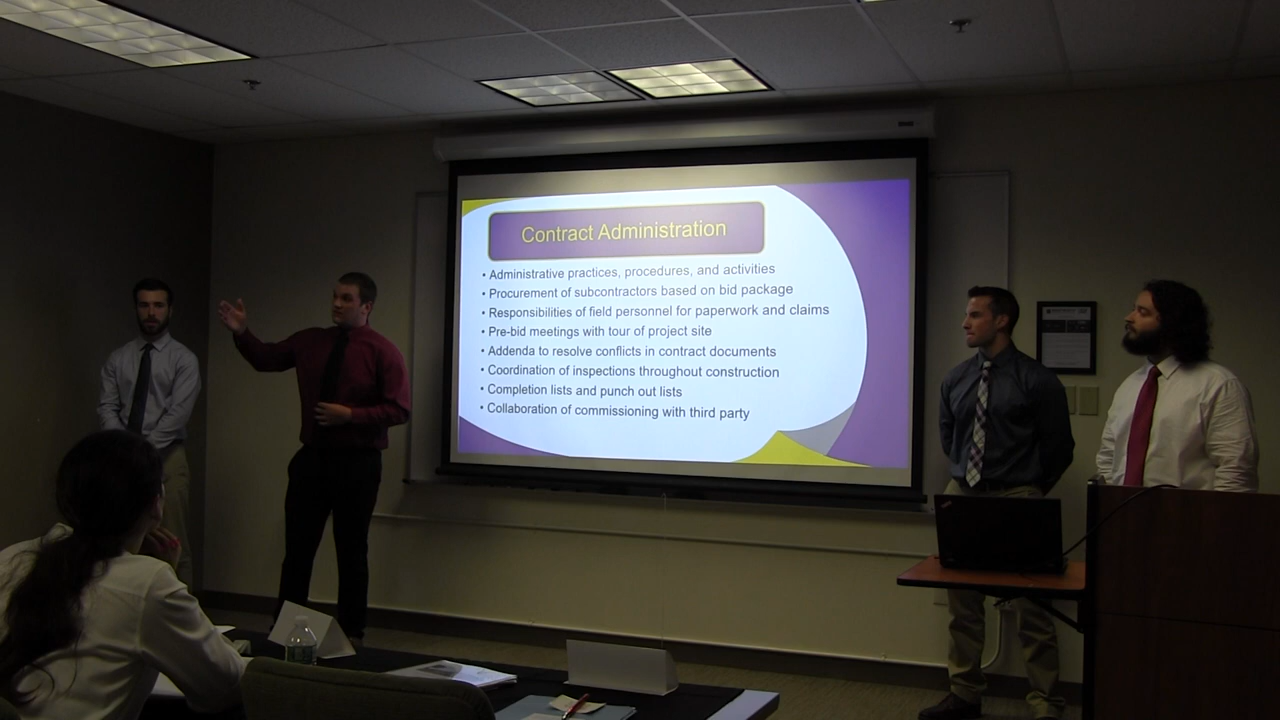 Contract Administration
• Administrative practices, procedures, and activities
• Procurement of subcontractors based on bid package
• Responsibilities of field personnel for paperwork and claims
• Pre-bid meetings with tour of project site
• Addenda to resolve conflicts in contract documents
• Coordination of inspections throughout construction
• Completion lists and punch out lists
• Collaboration of commissioning with third party